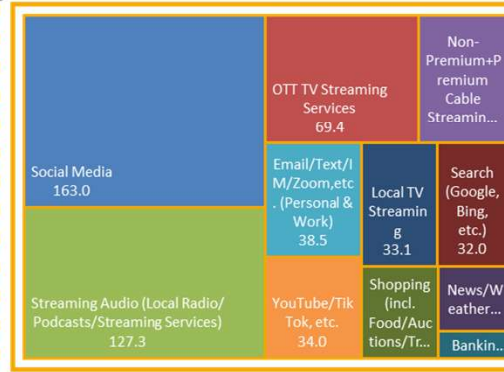 Social Media
163.0
Streaming Audio (Local Radio/
Podcasts/Streaming Services)
127.3
OTT TV Streaming
Services
69.4
Non-
Premium+P
remium
Cable
Streamin...
Email/Text/I
M/Zoom,etc
. (Personal &
Work)
38.5
Local TV
Streamin
g
33.1
Search
(Google,
Bing,
etc.)
32.0
YouTube/Tik
Tok, etc.
34.0
Shopping
(incl.
Food/Auc
tions/Tr...
News/W
eather...
Bankin...